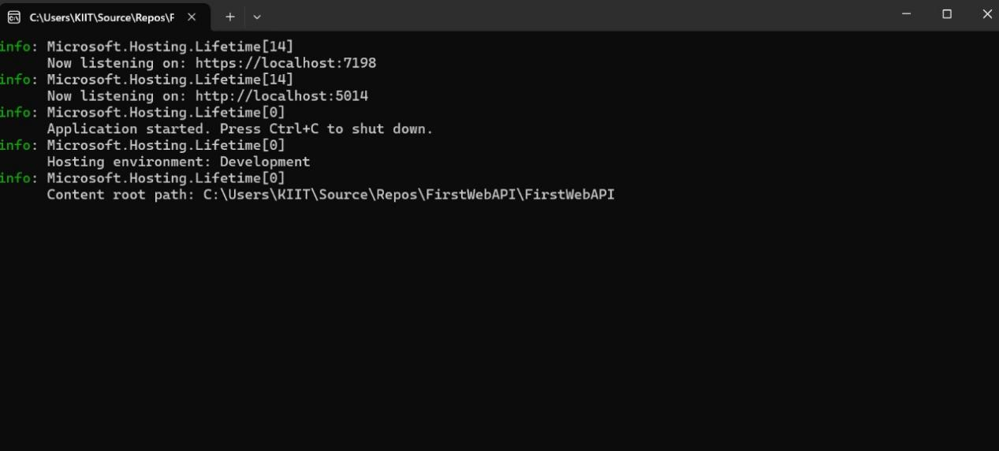 C:\Users\KIIT\Source\Repos\F
info: Microsoft.Hosting.Lifetime[14]
Now listening on: https://localhost:7198
info: Microsoft.Hosting.Lifetime[14]
Now listening on: http://localhost:5014
info: Microsoft.Hosting.Lifetime[0]
Application started. Press Ctrl+C to shut down.
info: Microsoft.Hosting.Lifetime[0]
Hosting environment: Development
info: Microsoft.Hosting.Lifetime[0]
Content root path: C:\Users\KIIT\Source\Repos\FirstWebAPI\FirstWebAPI